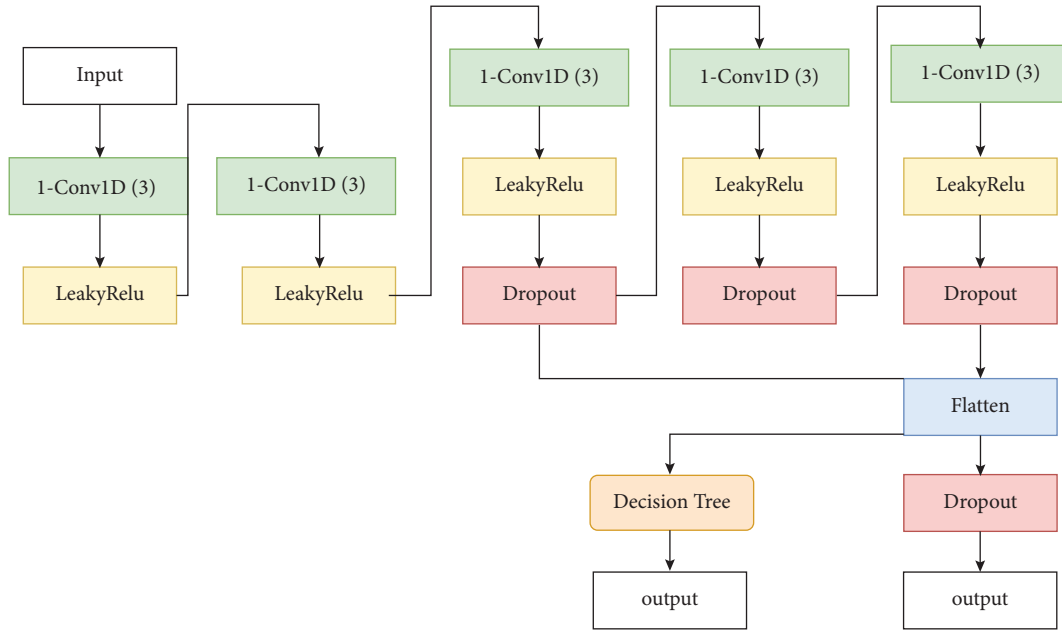 Input
1-Conv1D (3)
LeakyRelu
1-Conv1D (3)
LeakyRelu
1-Conv1D (3)
LeakyRelu
Dropout
1-Conv1D (3)
LeakyRelu
Dropout
1-Conv1D (3)
LeakyRelu
Dropout
Flatten
Decision Tree
output
Dropout
output